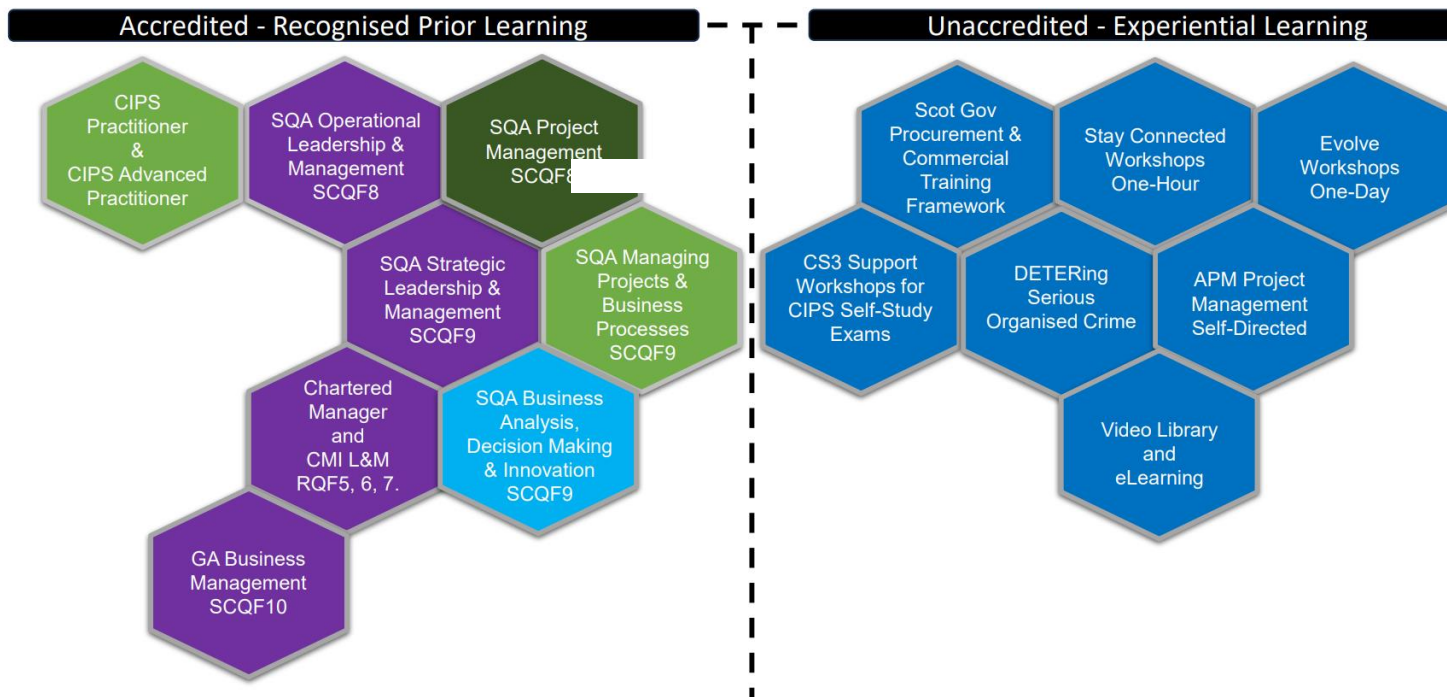 Accredited - Recognised Prior Learning
Unaccredited - Experiential Learning
CIPS
Practitioner
&
CIPS Advanced
Practitioner
SQA Operational
Leadership &
Management
SCQF8
SQA Project
Management
SCQF8
SQA Strategic
Leadership &
Management
SCQF9
SQA Managing
Projects &
Business
Processes
SCQF9
Chartered
Manager
and
CMI L&M
RQF5, 6, 7.
SQA Business
Analysis,
Decision Making
& Innovation
SCQF9
GA Business
Management
SCQF10
Scot Gov
Procurement &
Commercial
Training
Framework
Stay Connected
Workshops
One-Hour
Evolve
Workshops
One-Day
CS3 Support
Workshops for
CIPS Self-Study
Exams
DETERing
Serious
Organised Crime
APM Project
Management
Self-Directed
Video Library
and
eLearning